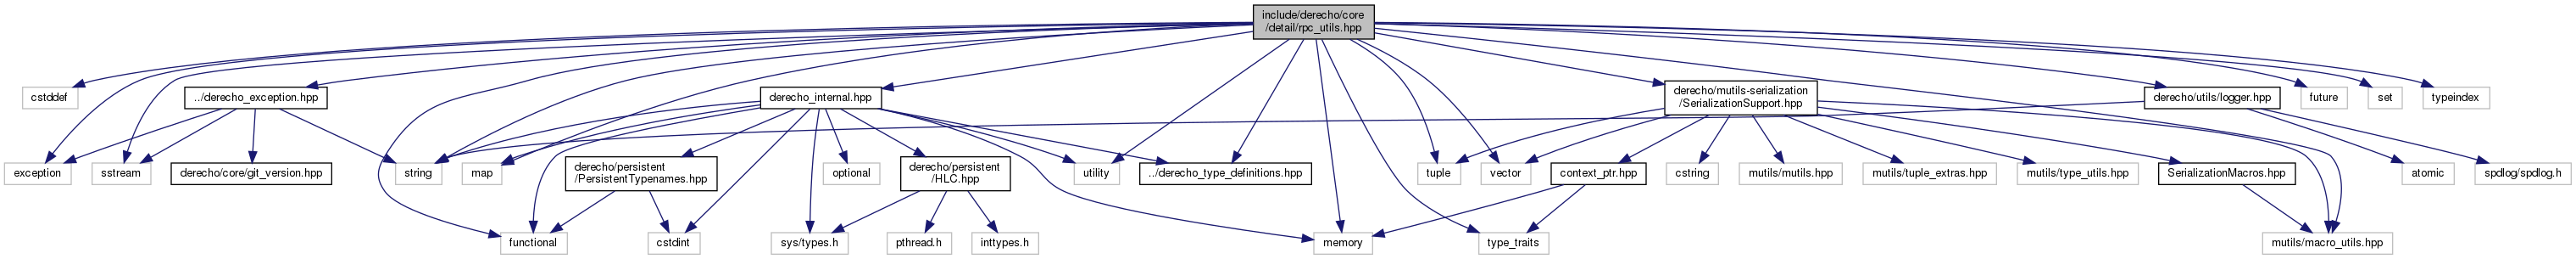 include/derecho/core
/detail/rpc_utils.hpp
cstddef
../derecho_exception.hpp
derecho_internal.hpp
derecho/mutils-serialization
/SerializationSupport.hpp
derecho/utils/logger.hpp
future
set
typeindex
exception
sstream
derecho/core/git_version.hpp
string
map
derecho/persistent
/PersistentTypenames.hpp
optional
derecho/persistent
/HLC.hpp
utility
../derecho_type_definitions.hpp
tuple
vector
context_ptr.hpp
cstring
mutils/mutils.hpp
mutils/tuple_extras.hpp
mutils/type_utils.hpp
SerializationMacros.hpp
atomic
spdlog/spdlog.h
functional
cstdint
sys/types.h
pthread.h
inttypes.h
memory
type_traits
mutils/macro_utils.hpp